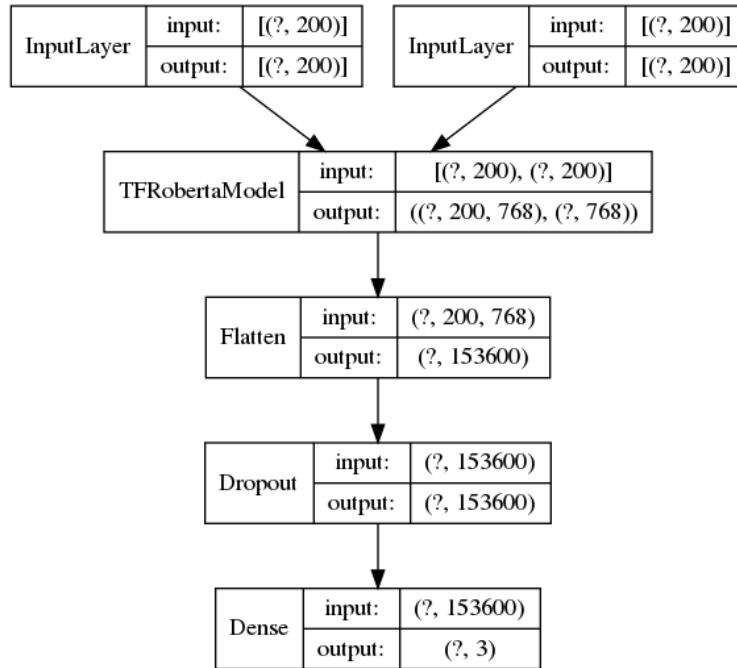 InputLayer input: [(?, 200)] output: [(?, 200)]
InputLayer input: [(?, 200)] output: [(?, 200)]
TFRobertaModel input: [(?, 200), (?, 200)] output: ((?, 200, 768), (?, 768))
Flatten input: (?, 200, 768) output: (?, 153600)
Dropout input: (?, 153600) output: (?, 153600)
Dense input: (?, 153600) output: (?, 3)